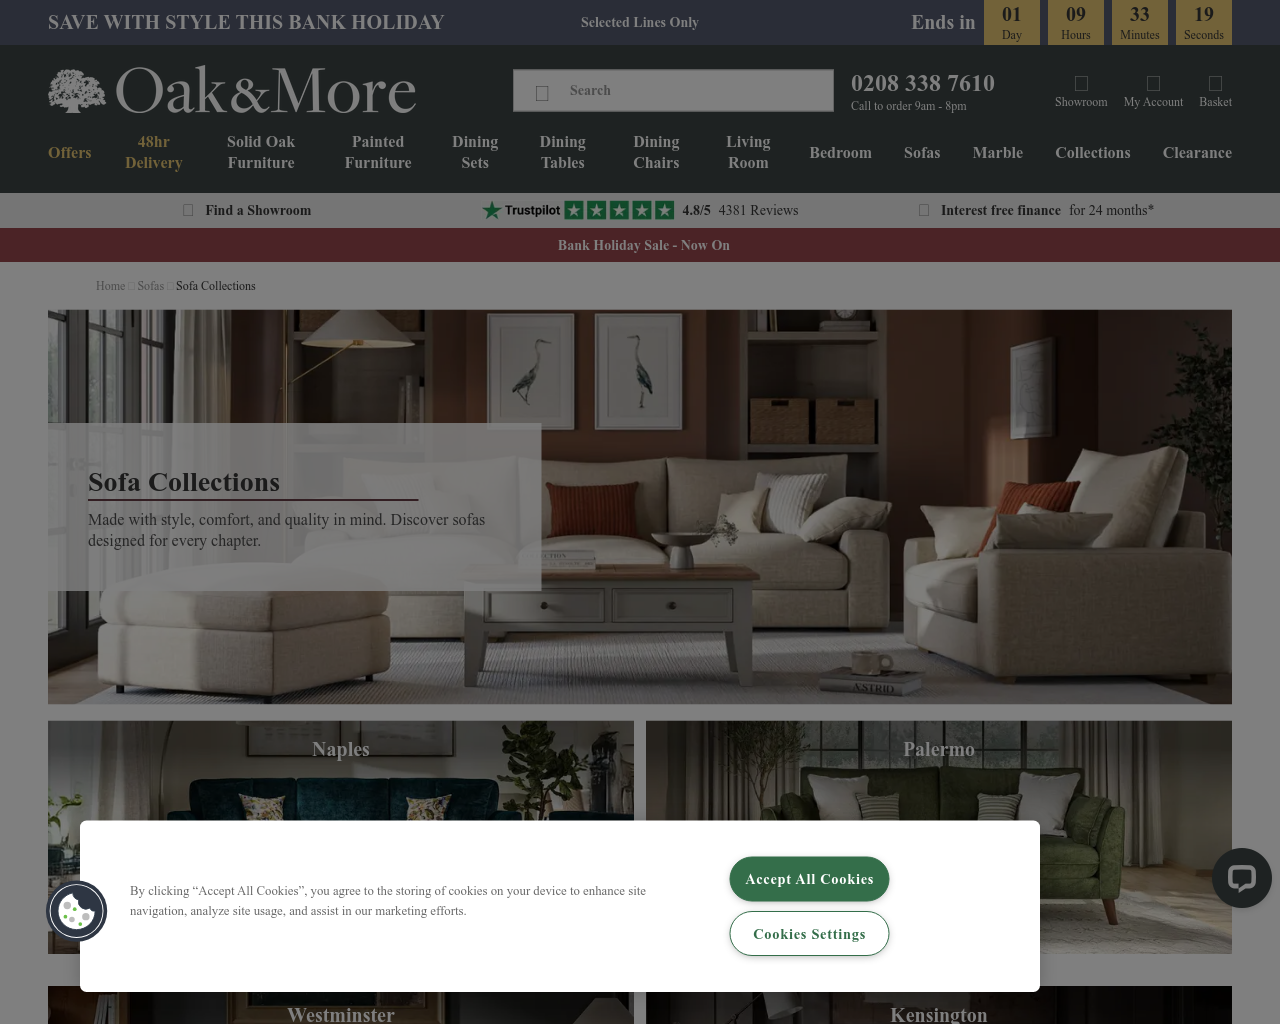 SAVE WITH STYLE THIS BANK HOLIDAY
Selected Lines Only
Ends in
01 Day
09 Hours
33 Minutes
19 Seconds
Oak&More
Search
0208 338 7610
Call to order 9am - 8pm
Showroom
My Account
Basket
Offers
48hr Delivery
Solid Oak Furniture
Painted Furniture
Dining Sets
Dining Tables
Dining Chairs
Living Room
Bedroom
Sofas
Marble
Collections
Clearance
Find a Showroom
Trustpilot 4.8/5 4381 Reviews
Interest free finance for 24 months*
Bank Holiday Sale - Now On
Home Sofas Sofa Collections
Sofa Collections
Made with style, comfort, and quality in mind. Discover sofas
designed for every chapter.
Naples
Palermo
By clicking “Accept All Cookies”, you agree to the storing of cookies on your device to enhance site
navigation, analyze site usage, and assist in our marketing efforts.
Accept All Cookies
Cookies Settings
Westminster
Kensington